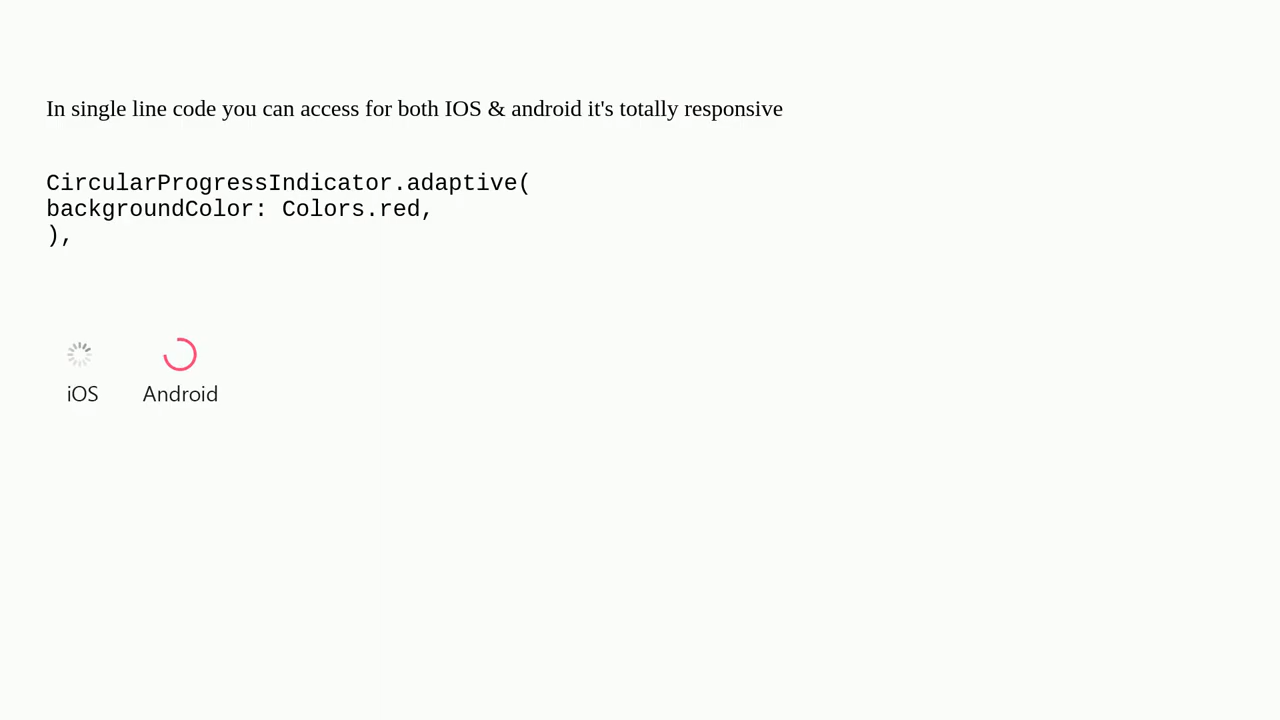 In single line code you can access for both IOS & android it's totally responsive
CircularProgressIndicator.adaptive(
backgroundColor: Colors.red,
),
iOS Android